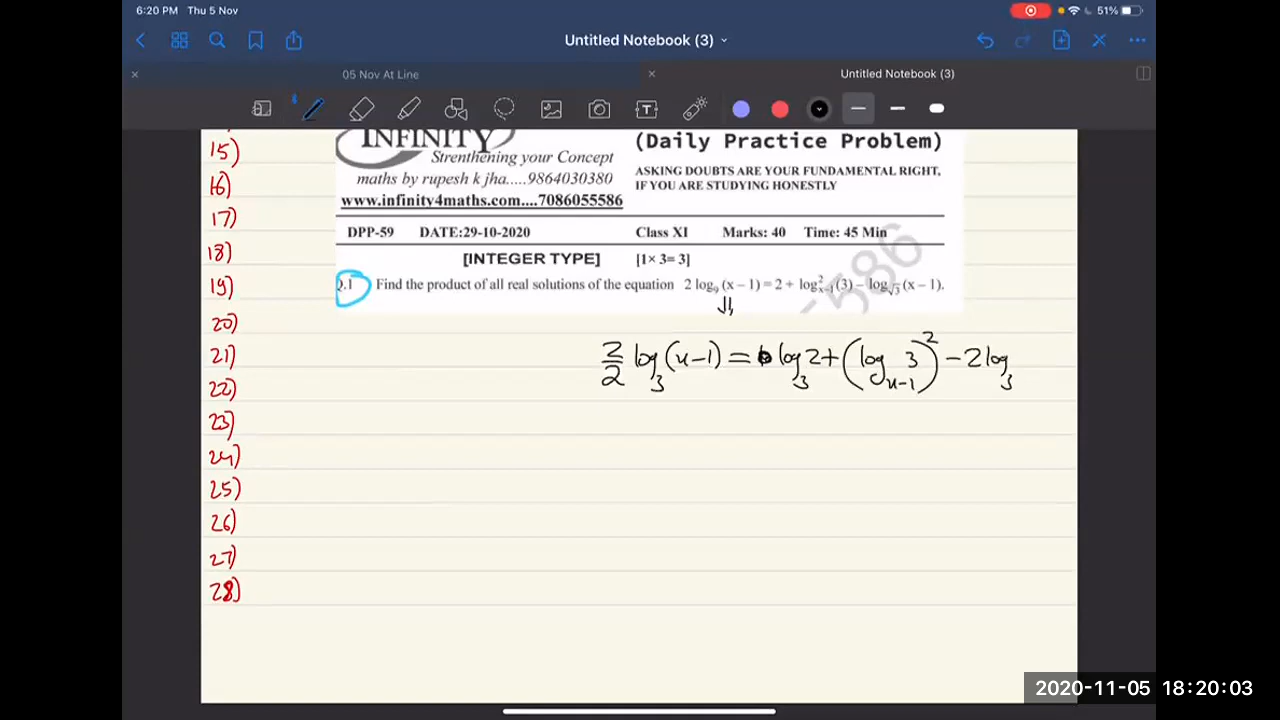 6:20 PM Thu 5 Nov
51%
Untitled Notebook (3)
05 Nov At Line
Untitled Notebook (3)
15)
16)
17)
18)
19)
20)
21)
22)
23)
24)
25)
26)
27)
28)
INFINITY
Strenthening your Concept
maths by rupesh k jha.....9864030380
www.infinity4maths.com....7086055586
(Daily Practice Problem)
ASKING DOUBTS ARE YOUR FUNDAMENTAL RIGHT,
IF YOU ARE STUDYING HONESTLY
DPP-59 DATE:29-10-2020 Class XI Marks: 40 Time: 45 Min
[INTEGER TYPE] [1× 3= 3]
Q.1 Find the product of all real solutions of the equation 2 log₉ (x – 1) = 2 + log²ₓ₋₁(3) – log_√3 (x – 1).
5586
2/2 log₃(x-1) = log₃2 + (logₓ₋₁ 3)² - 2log₃
2020-11-05 18:20:03